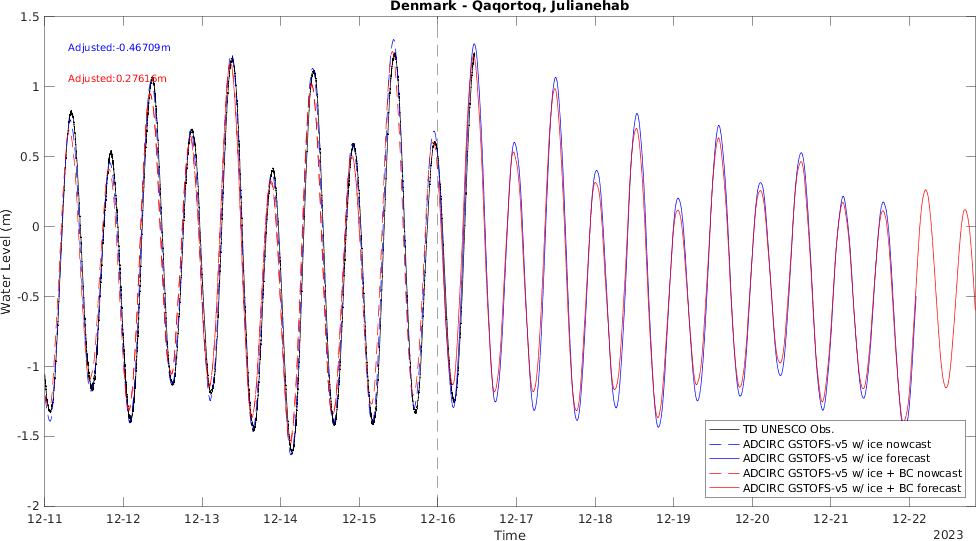 Denmark - Qaqortoq, Julianehab
1.5
Adjusted:-0.46709m
Adjusted:0.27616m
1
0.5
0
-0.5
-1
-1.5
-2
Water Level (m)
TD UNESCO Obs.
ADCIRC GSTOFS-v5 w/ ice nowcast
ADCIRC GSTOFS-v5 w/ ice forecast
ADCIRC GSTOFS-v5 w/ ice + BC nowcast
ADCIRC GSTOFS-v5 w/ ice + BC forecast
12-11 12-12 12-13 12-14 12-15 12-16 12-17 12-18 12-19 12-20 12-21 12-22
Time
2023